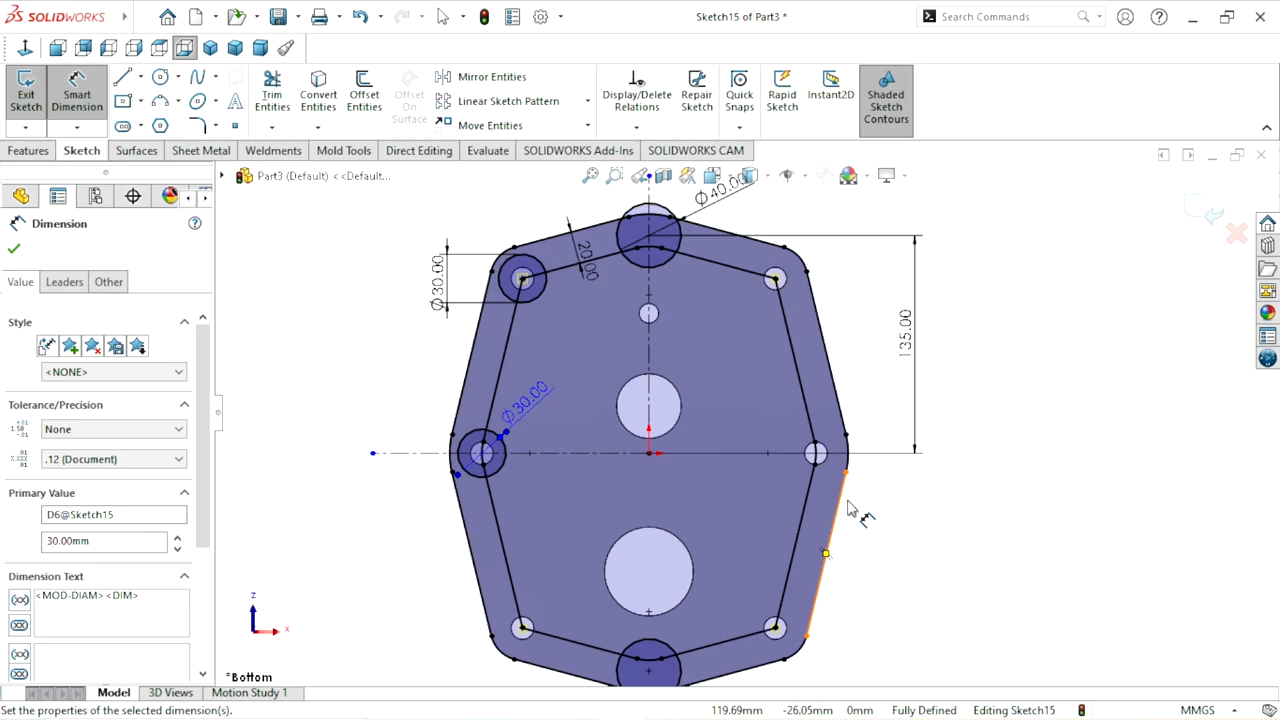 SOLIDWORKS
Sketch15 of Part3 *
Search Commands
Exit Sketch
Smart Dimension
Trim Entities
Convert Entities
Offset Entities
Offset On Surface
Mirror Entities
Linear Sketch Pattern
Move Entities
Display/Delete Relations
Repair Sketch
Quick Snaps
Rapid Sketch
Instant2D
Shaded Sketch Contours
Features
Sketch
Surfaces
Sheet Metal
Weldments
Mold Tools
Direct Editing
Evaluate
SOLIDWORKS Add-Ins
SOLIDWORKS CAM
Part3 (Default) <<Default...
Dimension
Value
Leaders
Other
Style
<NONE>
Tolerance/Precision
None
.12 (Document)
Primary Value
D6@Sketch15
30.00mm
Dimension Text
<MOD-DIAM><DIM>
Ø40.00
20.00
Ø30.00
135.00
Ø30.00
z
x
*Bottom
Model
3D Views
Motion Study 1
Set the properties of the selected dimension(s).
119.69mm
-26.05mm
0mm
Fully Defined
Editing Sketch15
MMGS